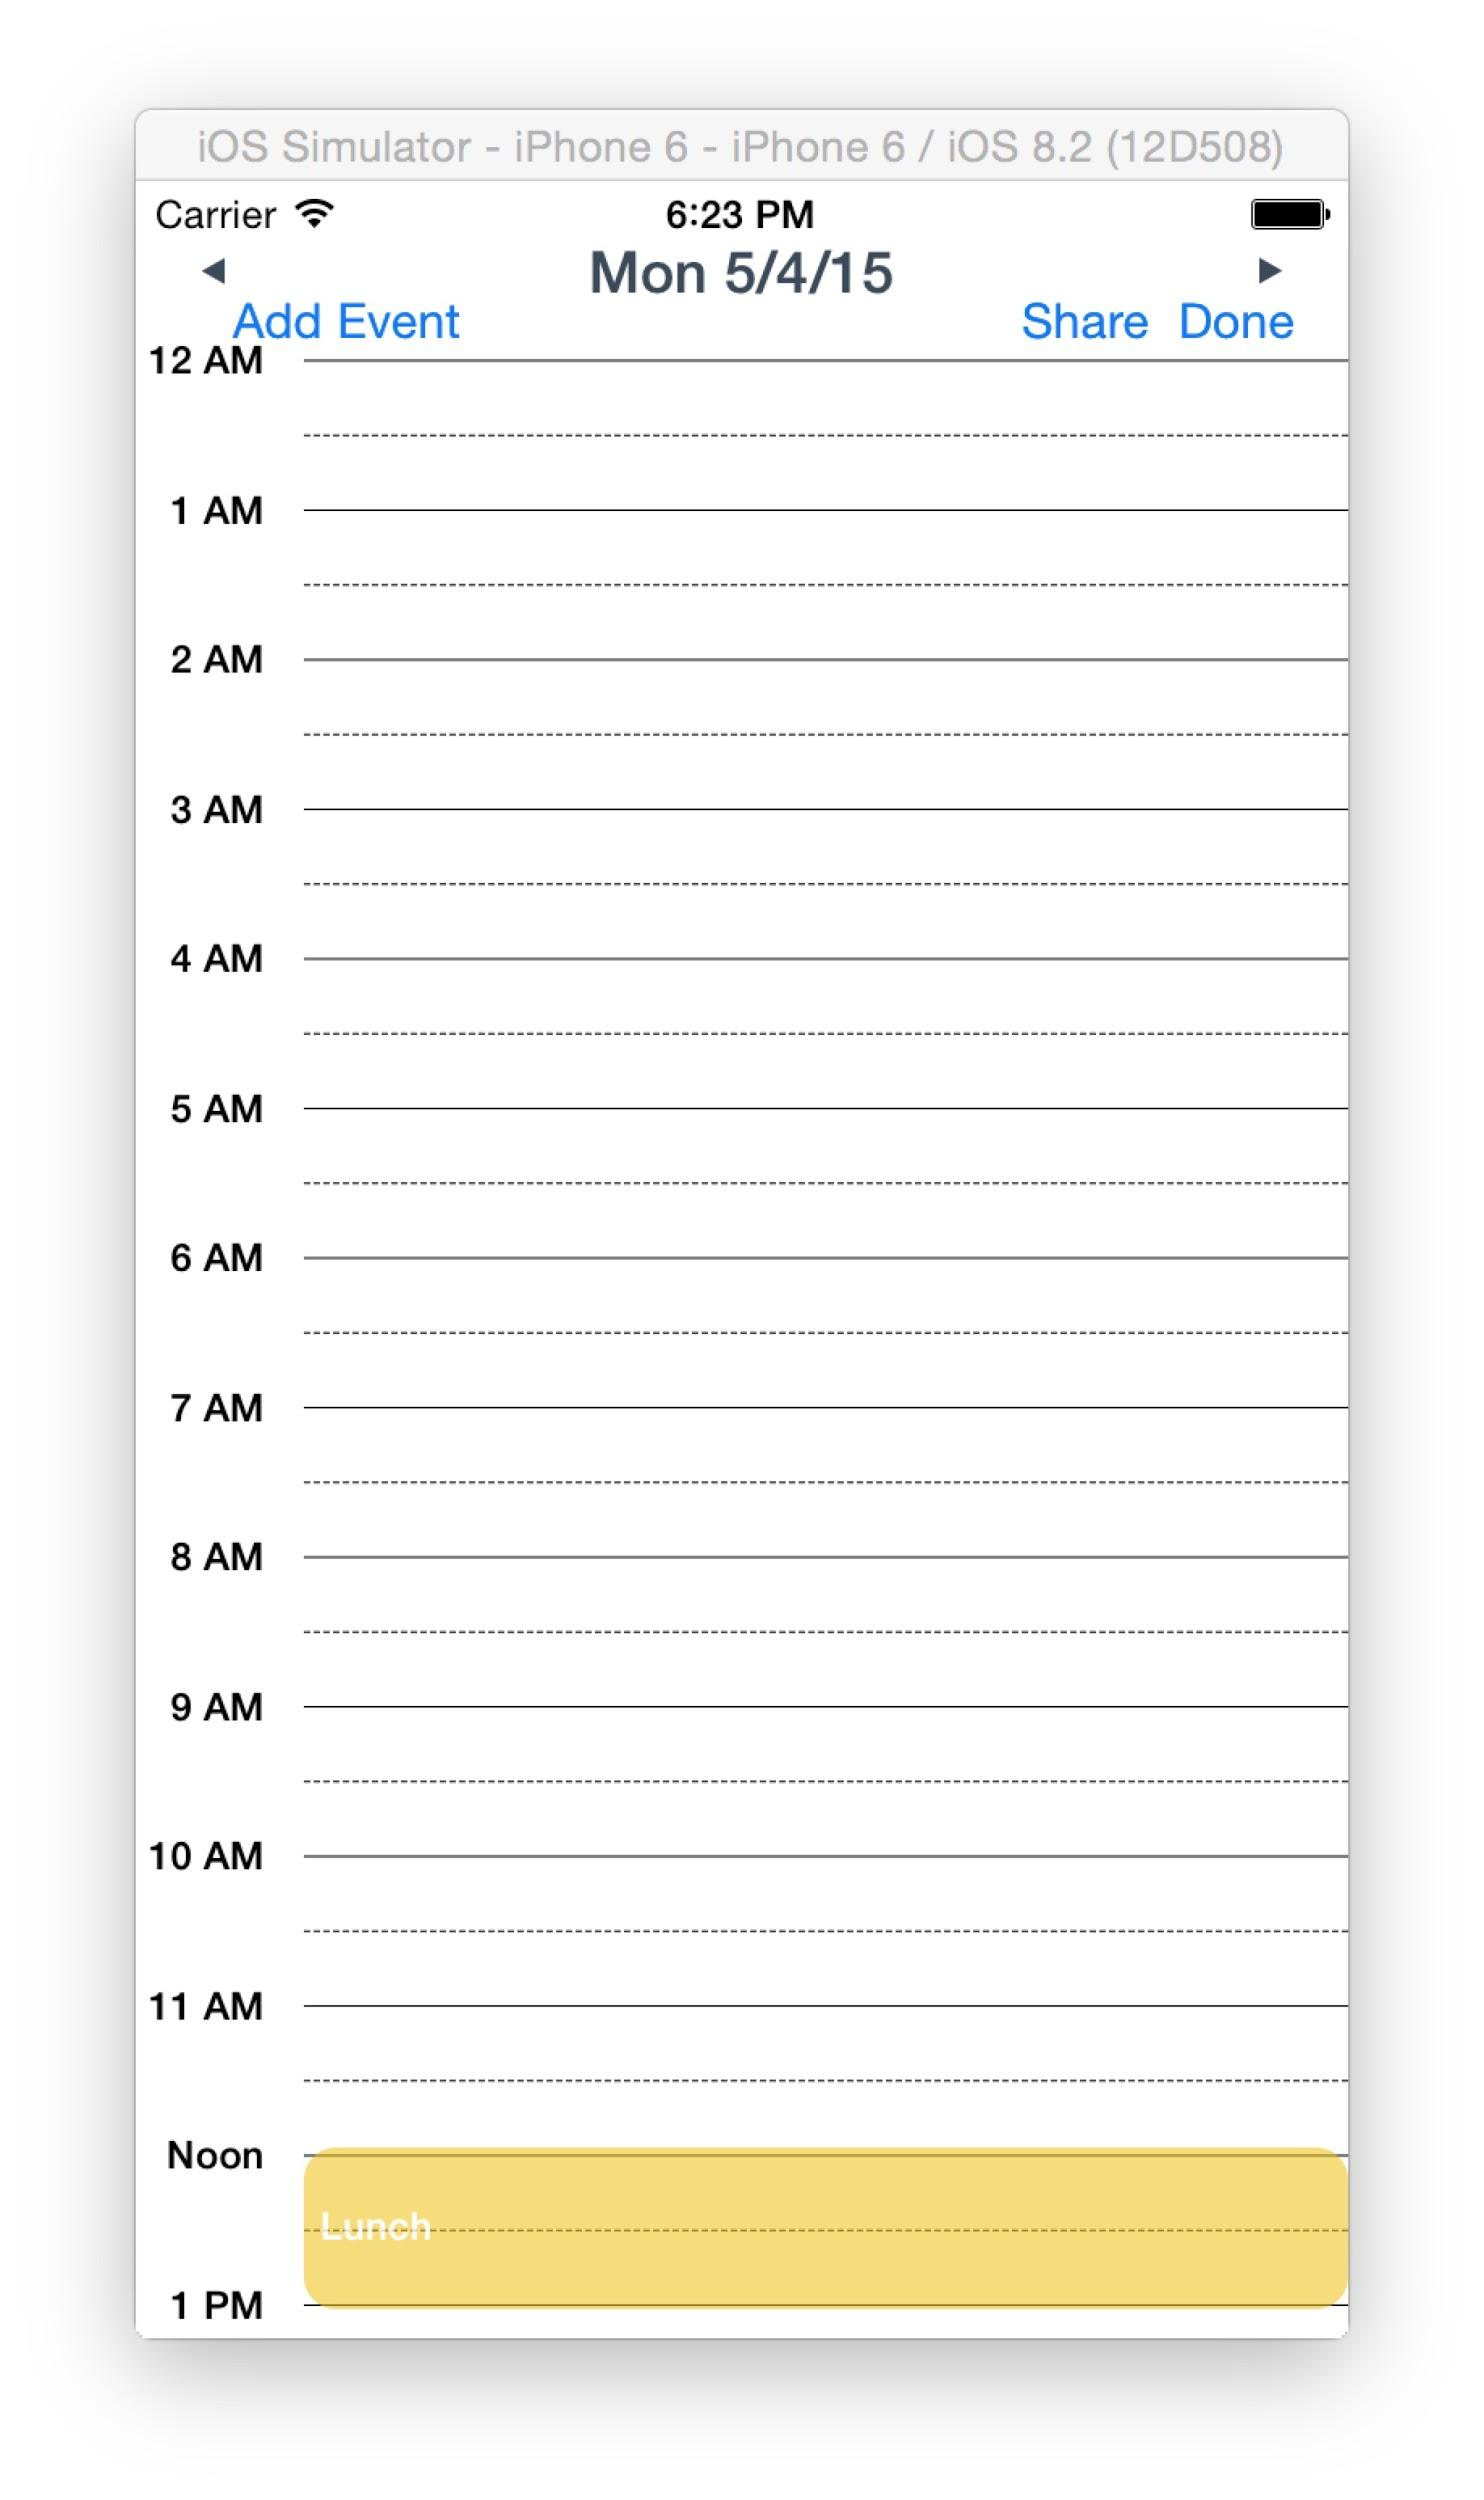 iOS Simulator - iPhone 6 - iPhone 6 / iOS 8.2 (12D508)
Carrier 6:23 PM
Mon 5/4/15
Add Event Share Done
12 AM
1 AM
2 AM
3 AM
4 AM
5 AM
6 AM
7 AM
8 AM
9 AM
10 AM
11 AM
Noon
Lunch
1 PM